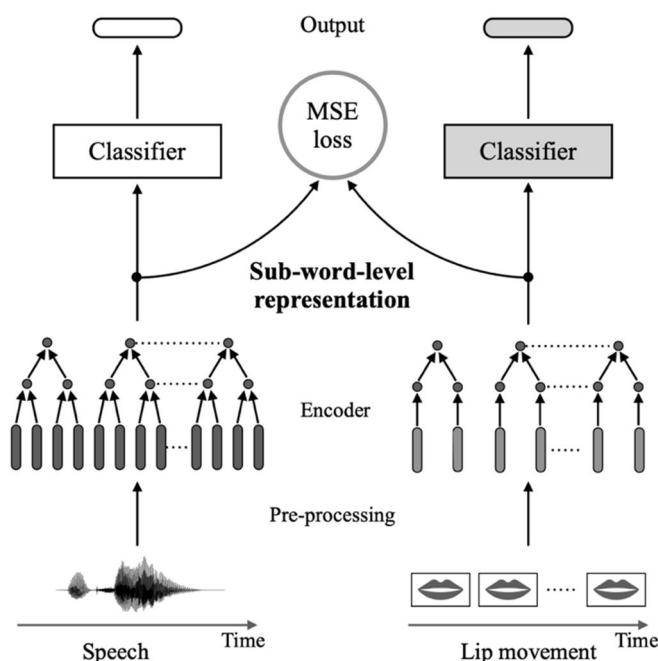 Output
MSE
loss
Classifier
Classifier
Sub-word-level
representation
Encoder
Pre-processing
Time
Time
Speech
Lip movement